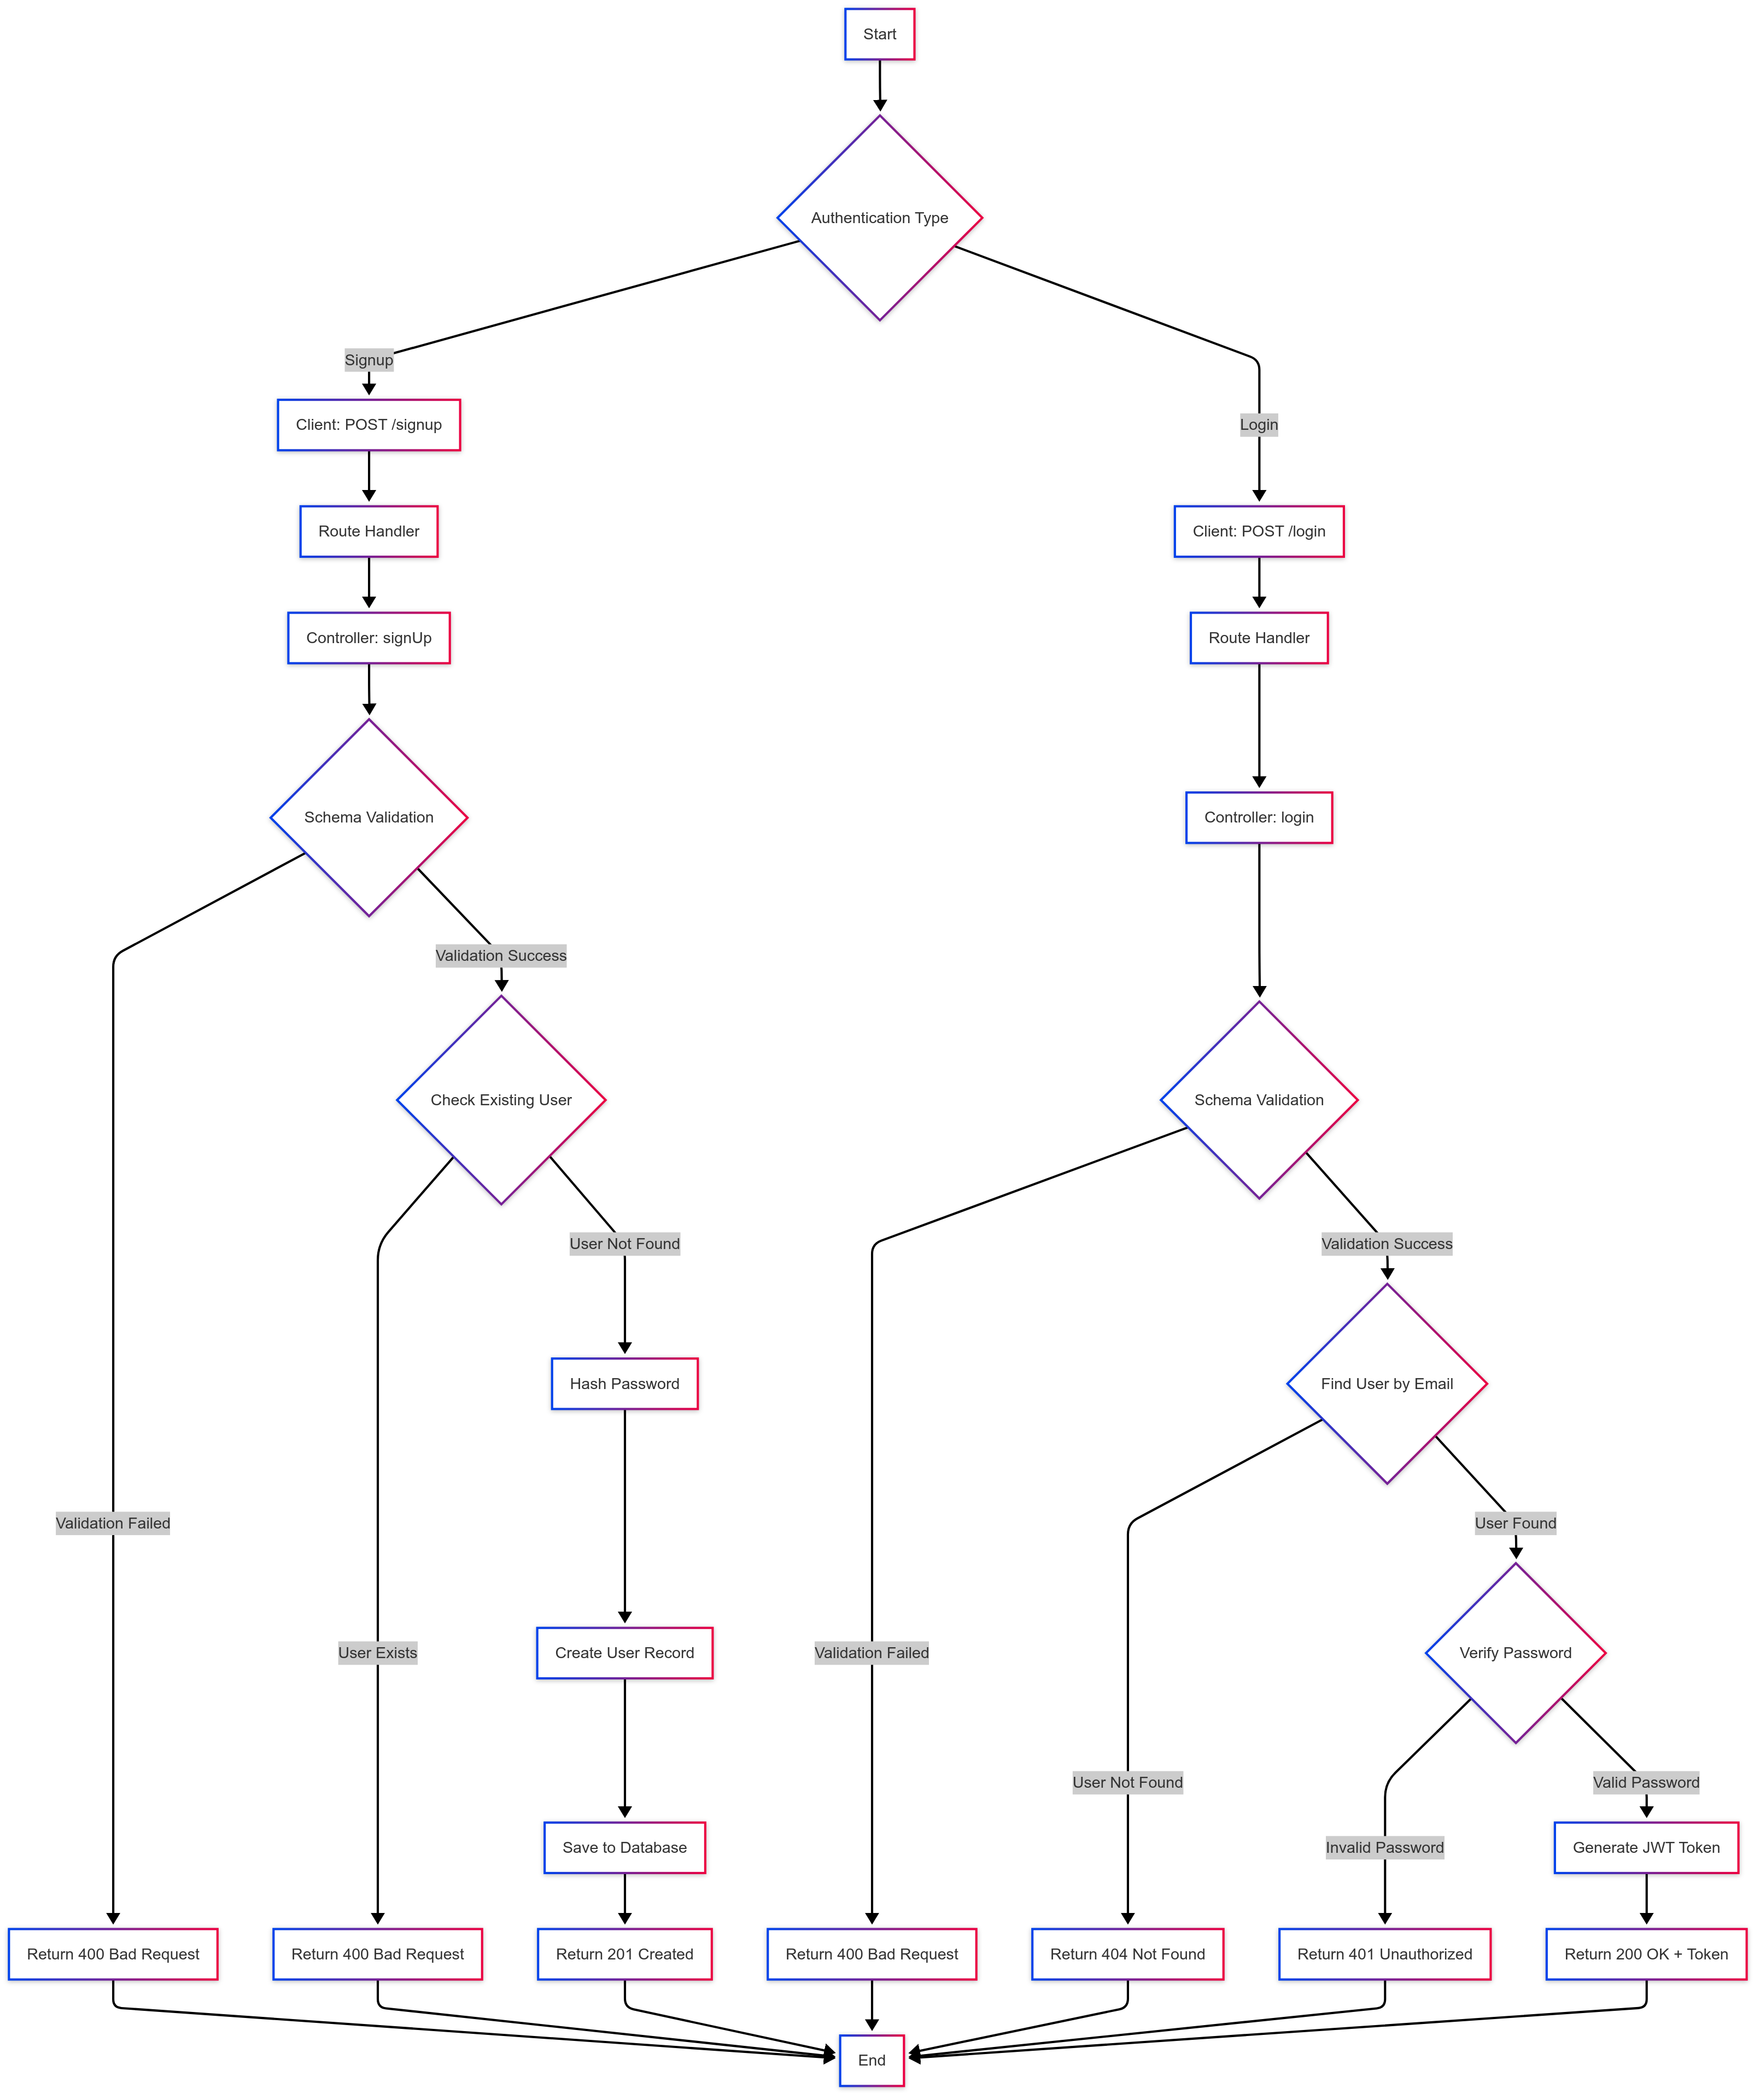 Start
Authentication Type
Signup
Login
Client: POST /signup
Route Handler
Client: POST /login
Controller: signUp
Route Handler
Schema Validation
Controller: login
Validation Success
Check Existing User
Schema Validation
User Not Found
Validation Success
Hash Password
Find User by Email
Validation Failed
User Found
User Exists
Create User Record
Validation Failed
Verify Password
User Not Found
Valid Password
Save to Database
Invalid Password
Generate JWT Token
Return 400 Bad Request
Return 400 Bad Request
Return 201 Created
Return 400 Bad Request
Return 404 Not Found
Return 401 Unauthorized
Return 200 OK + Token
End